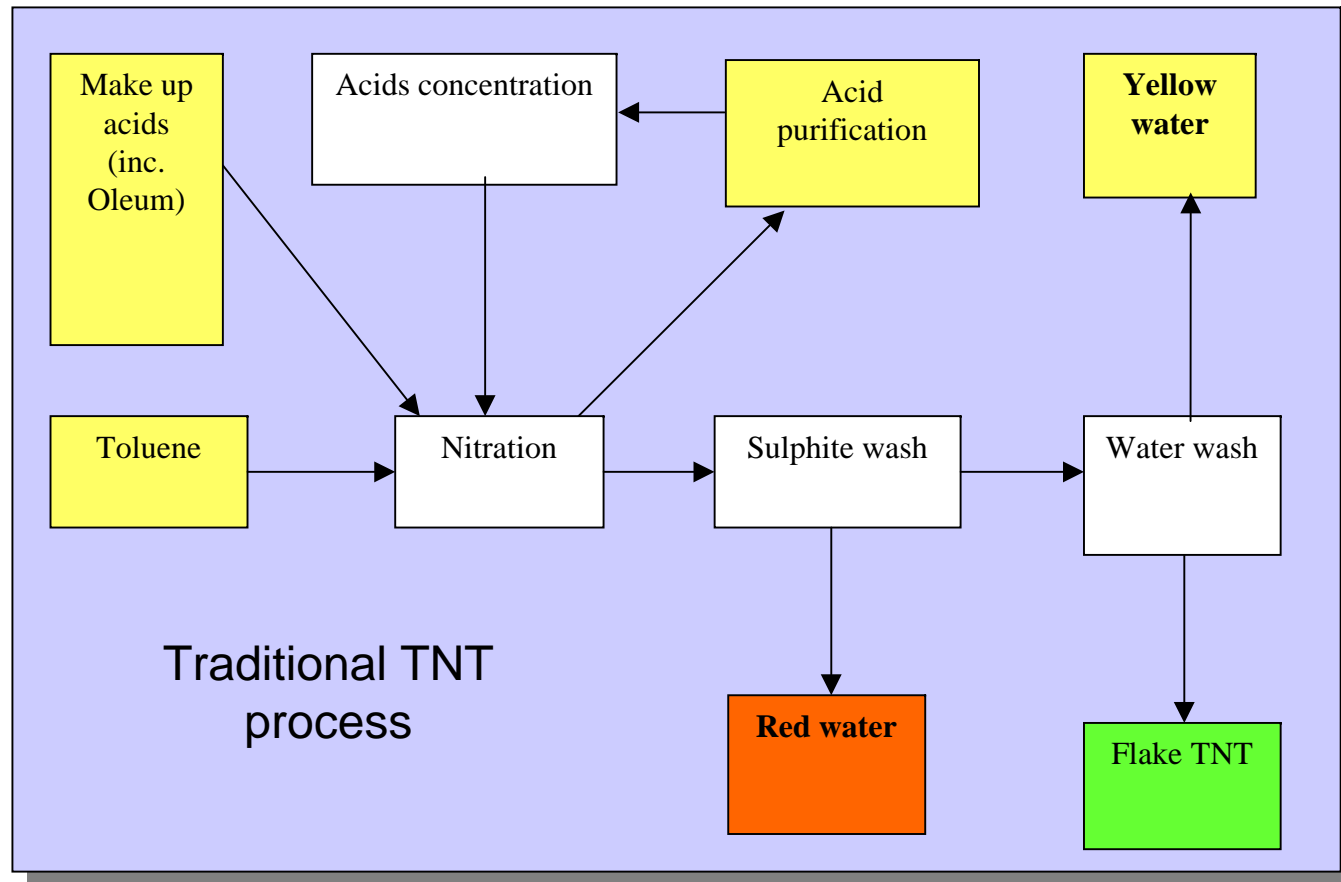 Make up
acids
(inc.
Oleum)
Acids concentration
Acid
purification
Yellow
water
Toluene
Nitration
Sulphite wash
Water wash
Traditional TNT
process
Red water
Flake TNT